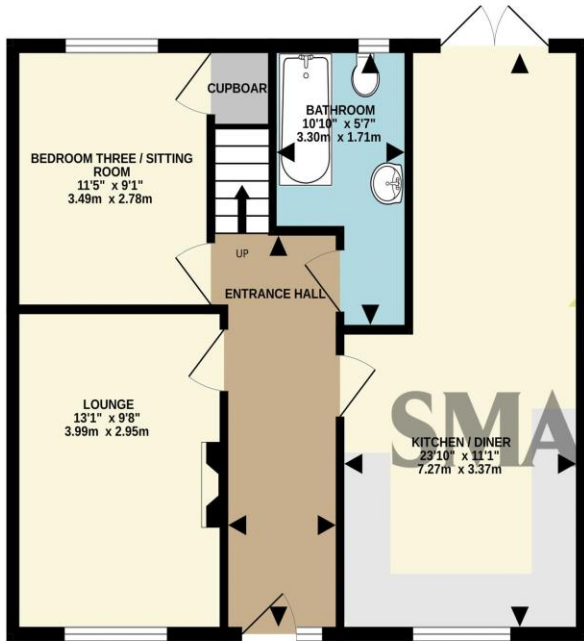 CUPBOAR
BATHROOM
10'10" x 5'7"
3.30m x 1.71m
BEDROOM THREE / SITTING
ROOM
11'5" x 9'1"
3.49m x 2.78m
UP
ENTRANCE HALL
LOUNGE
13'1" x 9'8"
3.99m x 2.95m
SMA
KITCHEN / DINER
23'10" x 11'1"
7.27m x 3.37m